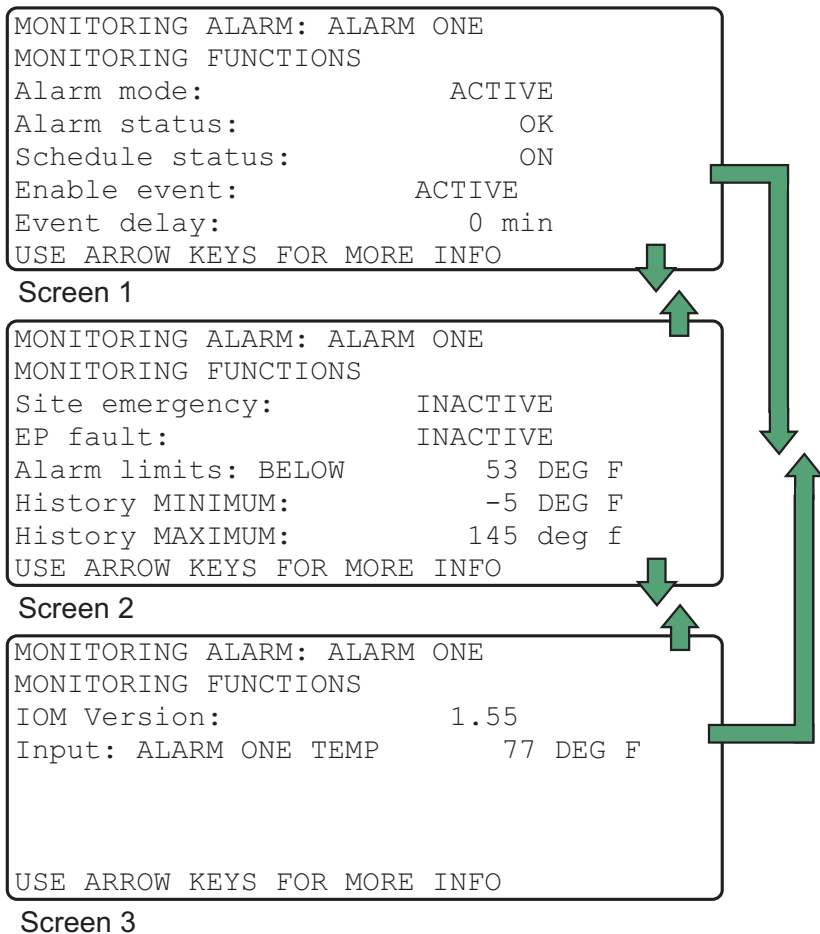 MONITORING ALARM: ALARM ONE
MONITORING FUNCTIONS
Alarm mode: ACTIVE
Alarm status: OK
Schedule status: ON
Enable event: ACTIVE
Event delay: 0 min
USE ARROW KEYS FOR MORE INFO
Screen 1
MONITORING ALARM: ALARM ONE
MONITORING FUNCTIONS
Site emergency: INACTIVE
EP fault: INACTIVE
Alarm limits: BELOW 53 DEG F
History MINIMUM: -5 DEG F
History MAXIMUM: 145 deg f
USE ARROW KEYS FOR MORE INFO
Screen 2
MONITORING ALARM: ALARM ONE
MONITORING FUNCTIONS
IOM Version: 1.55
Input: ALARM ONE TEMP 77 DEG F
USE ARROW KEYS FOR MORE INFO
Screen 3